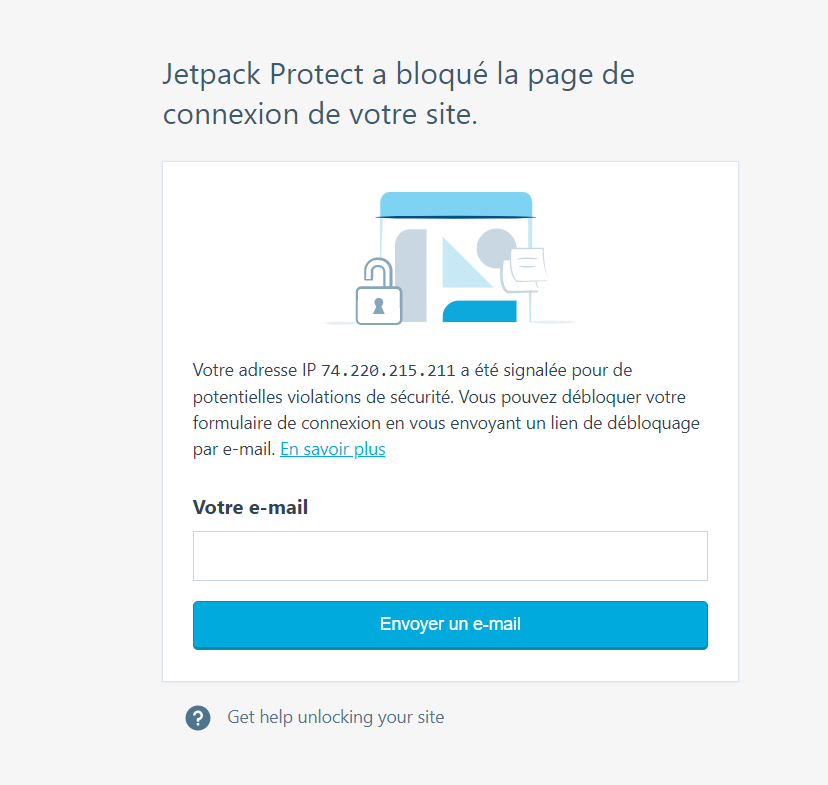 Jetpack Protect a bloqué la page de
connexion de votre site.
Votre adresse IP 74.220.215.211 a été signalée pour de
potentielles violations de sécurité. Vous pouvez débloquer votre
formulaire de connexion en vous envoyant un lien de débloquage
par e-mail. En savoir plus
Votre e-mail
Envoyer un e-mail
? Get help unlocking your site